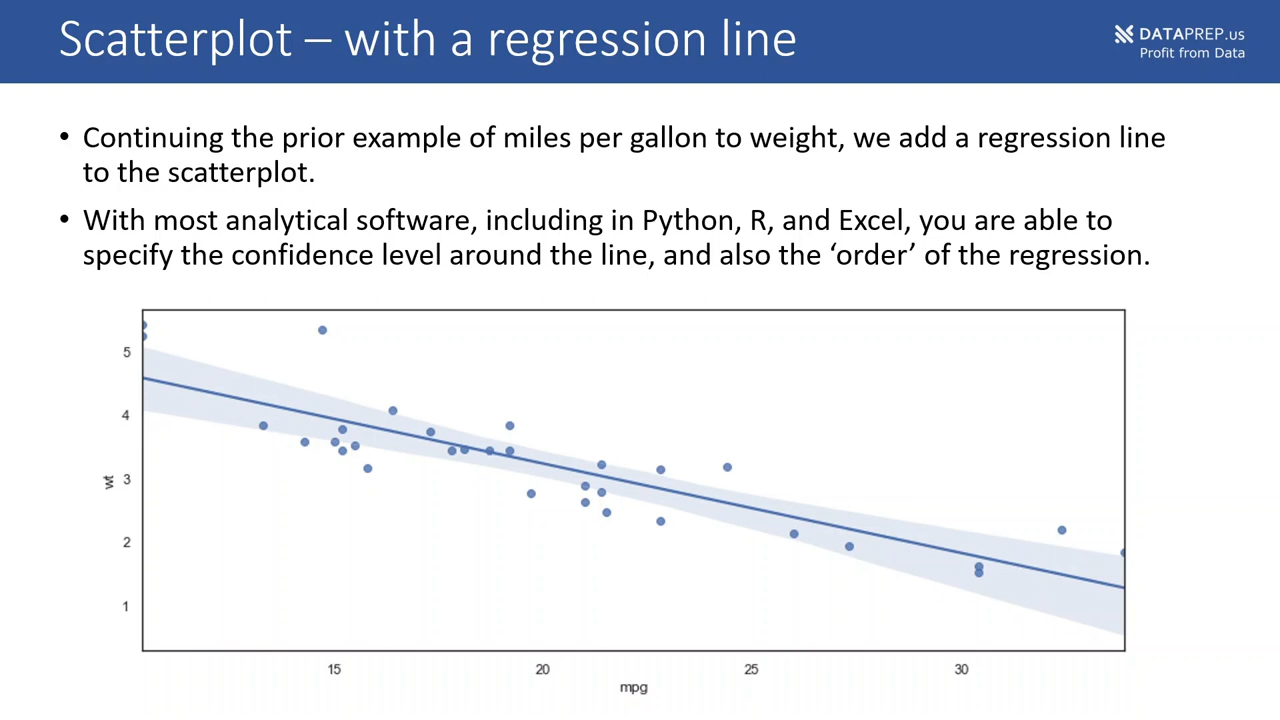 Scatterplot – with a regression line
DATAPREP.us
Profit from Data
• Continuing the prior example of miles per gallon to weight, we add a regression line
to the scatterplot.
• With most analytical software, including in Python, R, and Excel, you are able to
specify the confidence level around the line, and also the ‘order’ of the regression.
5
4
3
2
1
wt
15 20 25 30
mpg